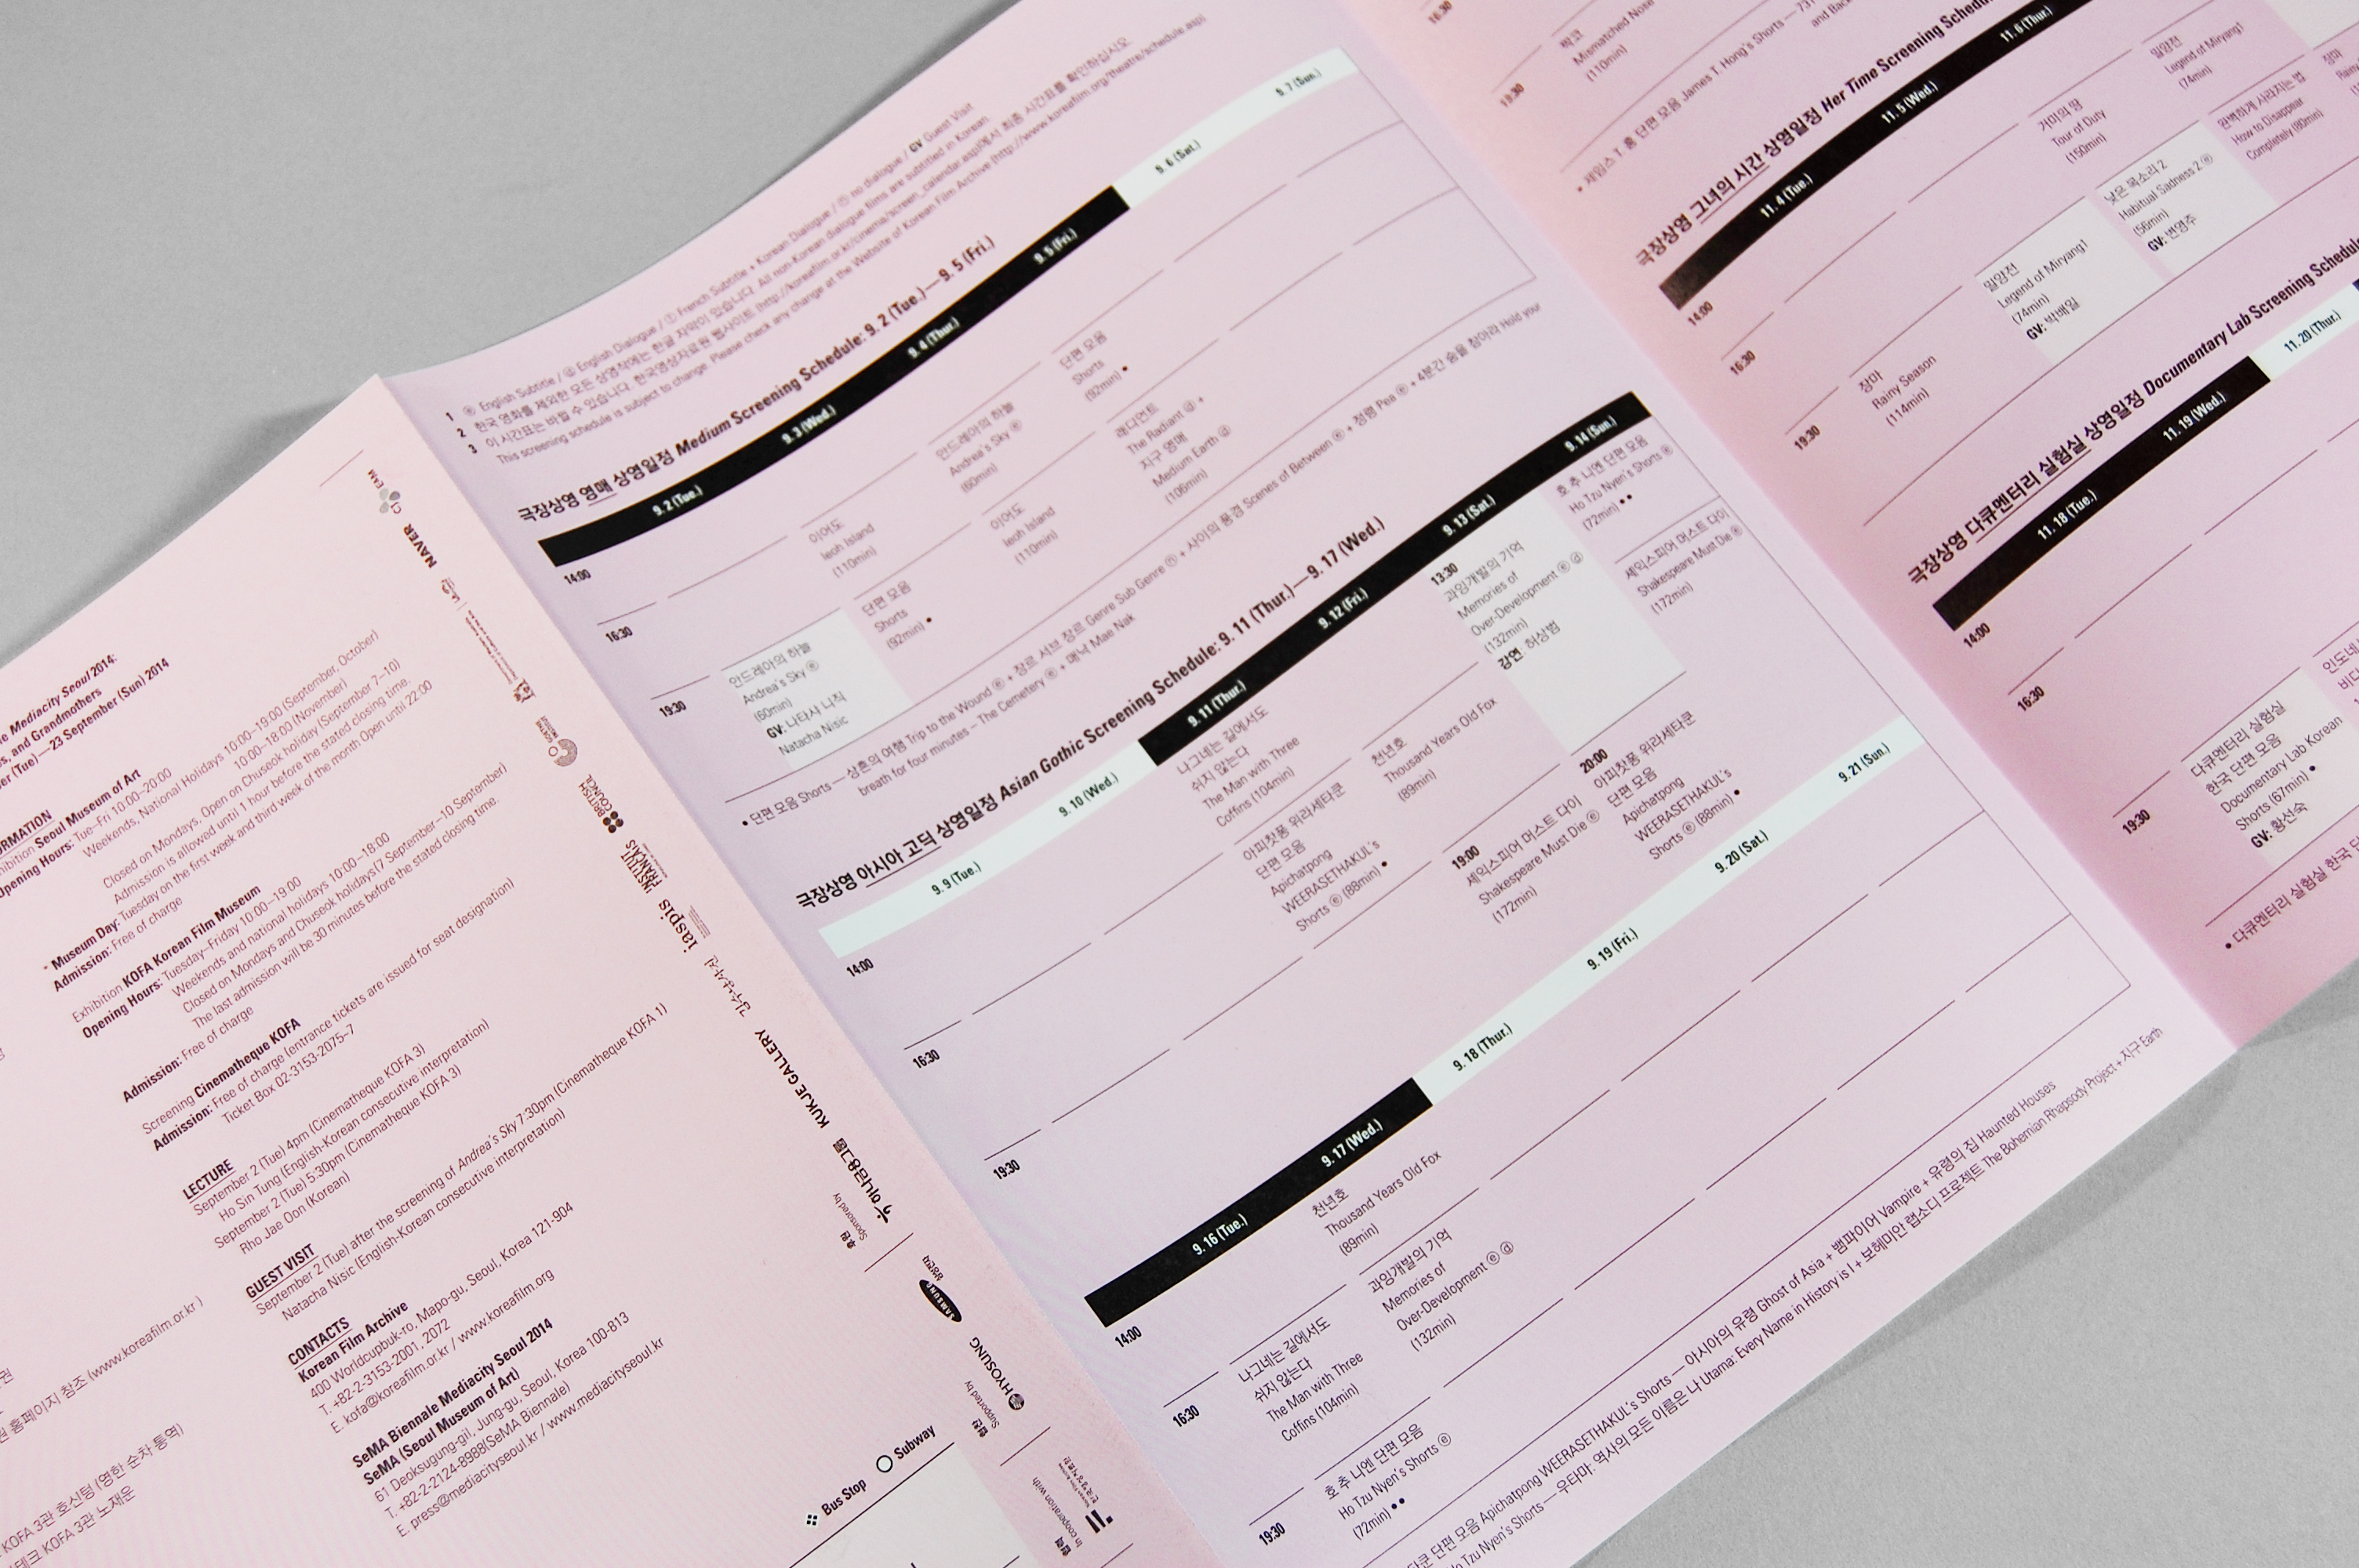 e Mediacity Seoul 2014:
s, and Grandmothers
er (Tue)—23 September (Sun) 2014
ORMATION
hibition Seoul Museum of Art
Opening Hours: Tue–Fri 10:00–20:00
Weekends, National Holidays 10:00–19:00 (September, October)
10:00–18:00 (November)
Closed on Mondays, Open on Chuseok holiday (September 7–10)
Admission is allowed until 1 hour before the stated closing time.
* Museum Day: Tuesday on the first week and third week of the month Open until 22:00
Admission: Free of charge
Exhibition KOFA Korean Film Museum
Opening Hours: Tuesday–Friday 10:00–19:00
Weekends and national holidays 10:00–18:00
Closed on Mondays and Chuseok holidays(7 September–10 September)
The last admission will be 30 minutes before the stated closing time.
Admission: Free of charge
Screening Cinematheque KOFA
Admission: Free of charge (entrance tickets are issued for seat designation)
Ticket Box 02-3153-2075–7
LECTURE
September 2 (Tue) 4pm (Cinematheque KOFA 3)
Ho Sin Tung (English-Korean consecutive interpretation)
September 2 (Tue) 5:30pm (Cinematheque KOFA 3)
Rho Jae Oon (Korean)
GUEST VISIT
September 2 (Tue) after the screening of Andrea's Sky 7:30pm (Cinematheque KOFA 1)
Natacha Nisic (English-Korean consecutive interpretation)
CONTACTS
Korean Film Archive
400 Worldcupbuk-ro, Mapo-gu, Seoul, Korea 121-904
T. +82-2-3153-2001, 2072
E. kofa@koreafilm.or.kr / www.koreafilm.org
SeMA Biennale Mediacity Seoul 2014
SeMA (Seoul Museum of Art)
61 Deoksugung-gil, Jung-gu, Seoul, Korea 100-813
T. +82-2-2124-8988(SeMA Biennale)
E. press@mediacityseoul.kr / www.mediacityseoul.kr
원 홈페이지 참조 (www.koreafilm.or.kr)
KOFA 3관 호신텅 (영한 순차 통역)
테크 KOFA 3관 노재운
CJ E&M
NAVER
BRITISH COUNCIL
INSTITUT FRANÇAIS
iaspis
KUKJE GALLERY
하나금융그룹
후원 Sponsored by
SAMSUNG
HYOSUNG
협찬 Supported by
협력 In cooperation with
Bus Stop Subway
1 ⓔ English Subtitle / ⓓ English Dialogue / ⓕ French Subtitle + Korean Dialogue / ⓝ no dialogue / GV Guest Visit
2 한국 영화를 제외한 모든 상영작에는 한글 자막이 있습니다. All non-Korean dialogue films are subtitled in Korean
3 이 시간표는 바뀔 수 있습니다. 한국영상자료원 웹사이트 (http://koreafilm.or.kr/cinema/screen_calendar.asp)에서 최종 시간표를 확인하십시오
This screening schedule is subject to change. Please check any change at the Website of Korean Film Archive (http://www.koreafilm.org/theatre/schedule.asp)
극장상영 영매 상영일정 Medium Screening Schedule: 9. 2 (Tue.)—9. 5 (Fri.)
9. 2 (Tue.) 9. 3 (Wed.) 9. 4 (Thur.) 9. 5 (Fri.) 9. 6 (Sat.) 9. 7 (Sun.)
14:00
이어도
Ieoh Island
(110min)
안드레아의 하늘
Andrea's Sky ⓔ
(60min)
단편 모음
Shorts
(92min) •
16:30
단편 모음
Shorts
(92min) •
이어도
Ieoh Island
(110min)
래디언트
The Radiant ⓓ +
지구 영매
Medium Earth ⓓ
(106min)
19:30
안드레아의 하늘
Andrea's Sky ⓔ
(60min)
GV: 나타샤 니직
Natacha Nisic
• 단편 모음 Shorts — 상흔의 여행 Trip to the Wound ⓔ + 장르 서브 장르 Genre Sub Genre ⓝ + 사이의 풍경 Scenes of Between ⓔ + 정령 Pea ⓔ + 4분간 숨을 참아라 Hold your
breath for four minutes – The Cemetery ⓔ + 매낙 Mae Nak
극장상영 아시아 고딕 상영일정 Asian Gothic Screening Schedule: 9. 11 (Thur.)—9. 17 (Wed.)
9. 9 (Tue.) 9. 10 (Wed.) 9. 11 (Thur.) 9. 12 (Fri.) 9. 13 (Sat.) 9. 14 (Sun.)
14:00
나그네는 길에서도
쉬지 않는다
The Man with Three
Coffins (104min)
천년호
Thousand Years Old Fox
(89min)
13:30
과잉개발의 기억
Memories of
Over-Development ⓔ ⓓ
(132min)
강연: 허상범
호 추 니엔 단편 모음
Ho Tzu Nyen's Shorts ⓔ
(72min) ••
16:30
아피찻퐁 위라세타쿤
단편 모음
Apichatpong
WEERASETHAKUL's
Shorts ⓔ (88min) •
셰익스피어 머스트 다이
Shakespeare Must Die ⓔ
(172min)
19:30
19:00
셰익스피어 머스트 다이
Shakespeare Must Die ⓔ
(172min)
20:00
아피찻퐁 위라세타쿤
단편 모음
Apichatpong
WEERASETHAKUL's
Shorts ⓔ (88min) •
9. 16 (Tue.) 9. 17 (Wed.) 9. 18 (Thur.) 9. 19 (Fri.) 9. 20 (Sat.) 9. 21 (Sun.)
14:00
천년호
Thousand Years Old Fox
(89min)
16:30
나그네는 길에서도
쉬지 않는다
The Man with Three
Coffins (104min)
과잉개발의 기억
Memories of
Over-Development ⓔ ⓓ
(132min)
19:30
호 추 니엔 단편 모음
Ho Tzu Nyen's Shorts ⓔ
(72min) ••
타쿤 단편 모음 Apichatpong WEERASETHAKUL's Shorts — 아시아의 유령 Ghost of Asia + 뱀파이어 Vampire + 유령의 집 Haunted Houses
Ho Tzu Nyen's Shorts — 우타마: 역사의 모든 이름은 나 Utama: Every Name in History is I + 보헤미안 랩소디 프로젝트 The Bohemian Rhapsody Project + 지구 Earth
16:30
19:30
짝코
Mismatched Nose
(110min)
• 제임스 T. 홍 단편 모음 James T. Hong's Shorts — 731
and Back
극장상영 그녀의 시간 상영일정 Her Time Screening Schedu
11. 4 (Tue.) 11. 5 (Wed.) 11. 6 (Thur.)
14:00
거미의 땅
Tour of Duty
(150min)
밀양전
Legend of Miryang1
(74min)
16:30
밀양전
Legend of Miryang1
(74min)
GV: 박배일
낮은 목소리 2
Habitual Sadness 2 ⓔ
(56min)
GV: 변영주
완벽하게 사라지는 법
How to Disappear
Completely (80min)
장마
19:30
장마
Rainy Season
(114min)
극장상영 다큐멘터리 실험실 상영일정 Documentary Lab Screening Schedule
11. 18 (Tue.) 11. 19 (Wed.) 11. 20 (Thur.)
14:00
16:30
19:30
다큐멘터리 실험실
한국 단편 모음
Documentary Lab Korean
Shorts (67min) •
GV: 황선숙
인도네
비디
• 다큐멘터리 실험실 한국 단